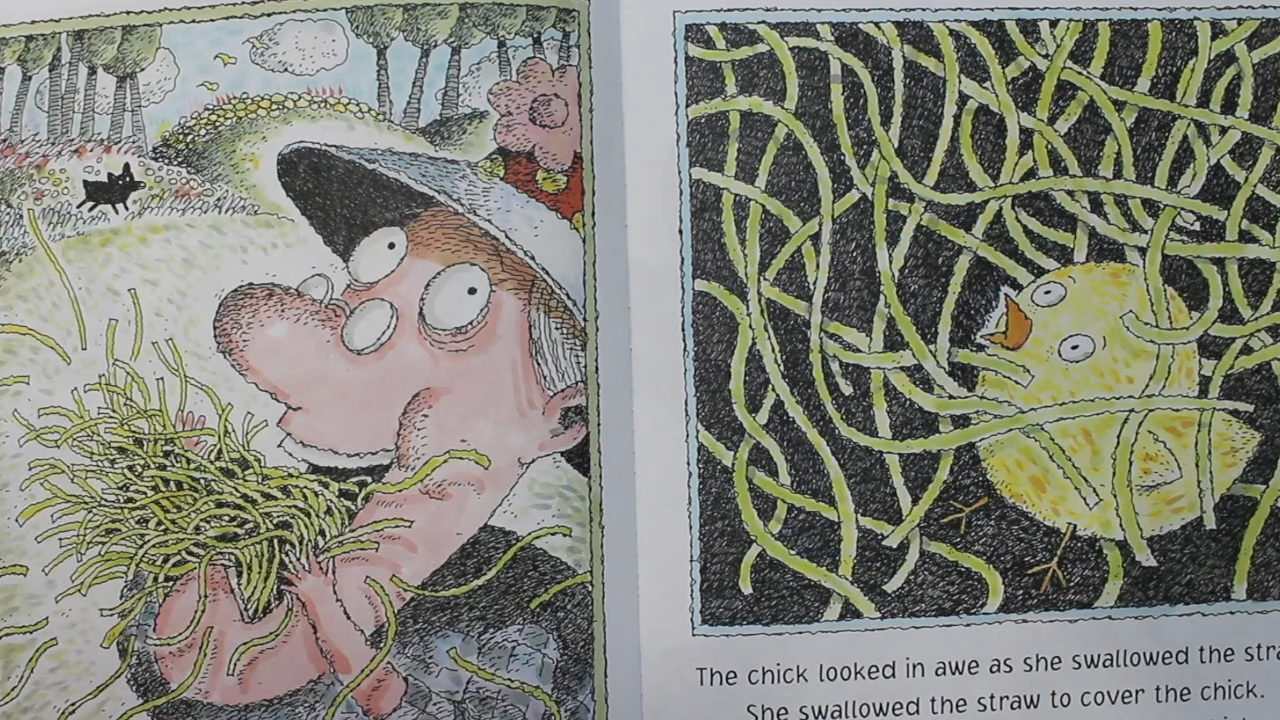 The chick looked in awe as she swallowed the
She swallowed the straw to cover the chick.